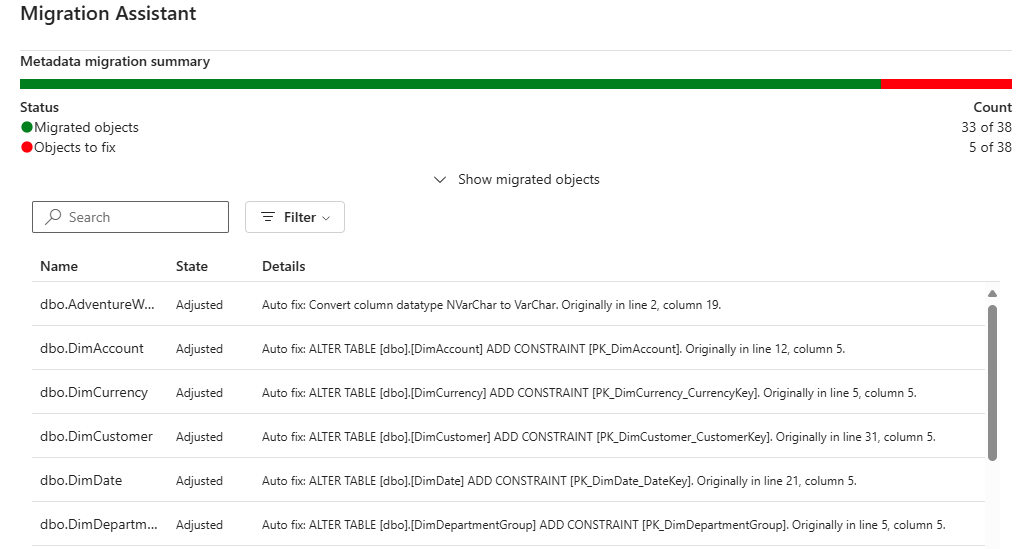 Migration Assistant
Metadata migration summary
Status Count
Migrated objects 33 of 38
Objects to fix 5 of 38
Show migrated objects
Search Filter
Name State Details
dbo.AdventureW... Adjusted Auto fix: Convert column datatype NVarChar to VarChar. Originally in line 2, column 19.
dbo.DimAccount Adjusted Auto fix: ALTER TABLE [dbo].[DimAccount] ADD CONSTRAINT [PK_DimAccount]. Originally in line 12, column 5.
dbo.DimCurrency Adjusted Auto fix: ALTER TABLE [dbo].[DimCurrency] ADD CONSTRAINT [PK_DimCurrency_CurrencyKey]. Originally in line 5, column 5.
dbo.DimCustomer Adjusted Auto fix: ALTER TABLE [dbo].[DimCustomer] ADD CONSTRAINT [PK_DimCustomer_CustomerKey]. Originally in line 31, column 5.
dbo.DimDate Adjusted Auto fix: ALTER TABLE [dbo].[DimDate] ADD CONSTRAINT [PK_DimDate_DateKey]. Originally in line 21, column 5.
dbo.DimDepartm... Adjusted Auto fix: ALTER TABLE [dbo].[DimDepartmentGroup] ADD CONSTRAINT [PK_DimDepartmentGroup]. Originally in line 5, column 5.